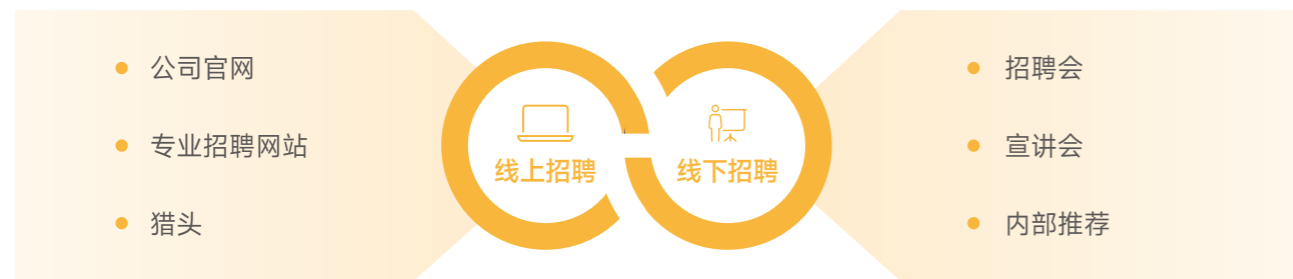 公司官网
专业招聘网站
猎头
线上招聘
线下招聘
招聘会
宣讲会
内部推荐